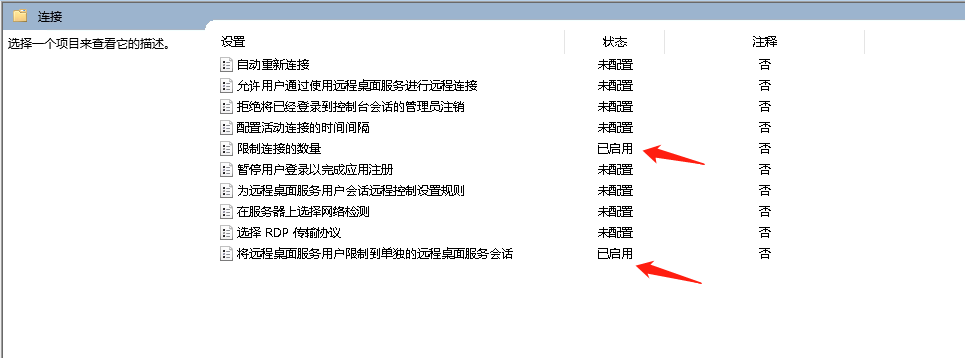 连接
选择一个项目来查看它的描述。
设置 状态 注释
自动重新连接 未配置 否
允许用户通过使用远程桌面服务进行远程连接 未配置 否
拒绝将已经登录到控制台会话的管理员注销 未配置 否
配置活动连接的时间间隔 未配置 否
限制连接的数量 已启用 否
暂停用户登录以完成应用注册 未配置 否
为远程桌面服务用户会话远程控制设置规则 未配置 否
在服务器上选择网络检测 未配置 否
选择 RDP 传输协议 未配置 否
将远程桌面服务用户限制到单独的远程桌面服务会话 已启用 否